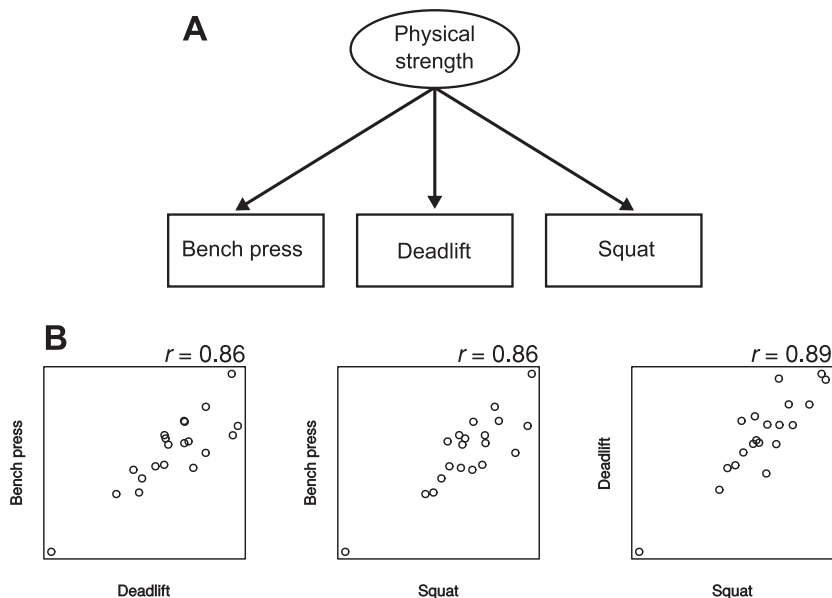 A
Physical
strength
Bench press
Deadlift
Squat
B
r = 0.86
Bench press
Deadlift
r = 0.86
Bench press
Squat
r = 0.89
Deadlift
Squat